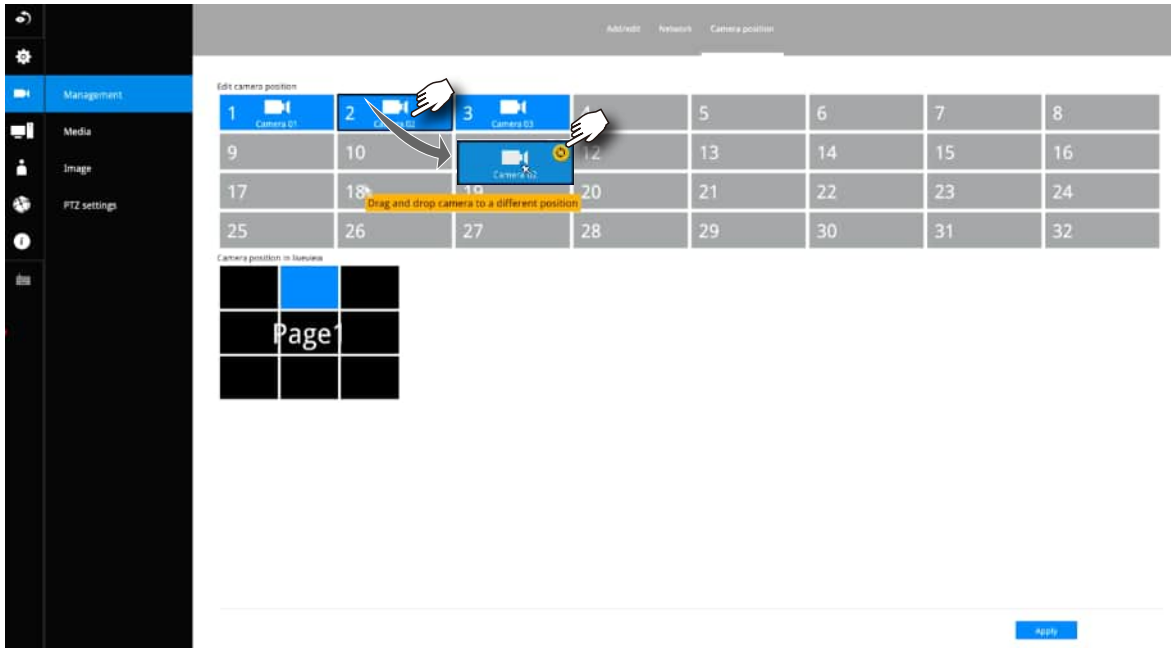 Add/edit Network Camera position
Management
Media
Image
PTZ settings
Edit camera position
1 Camera 01
2 Camera 02
3 Camera 03
4 5 6 7 8
9 10 Camera 02 12 13 14 15 16
17 18 19 20 21 22 23 24
Drag and drop camera to a different position
25 26 27 28 29 30 31 32
Camera position in liveview
Page1
Apply